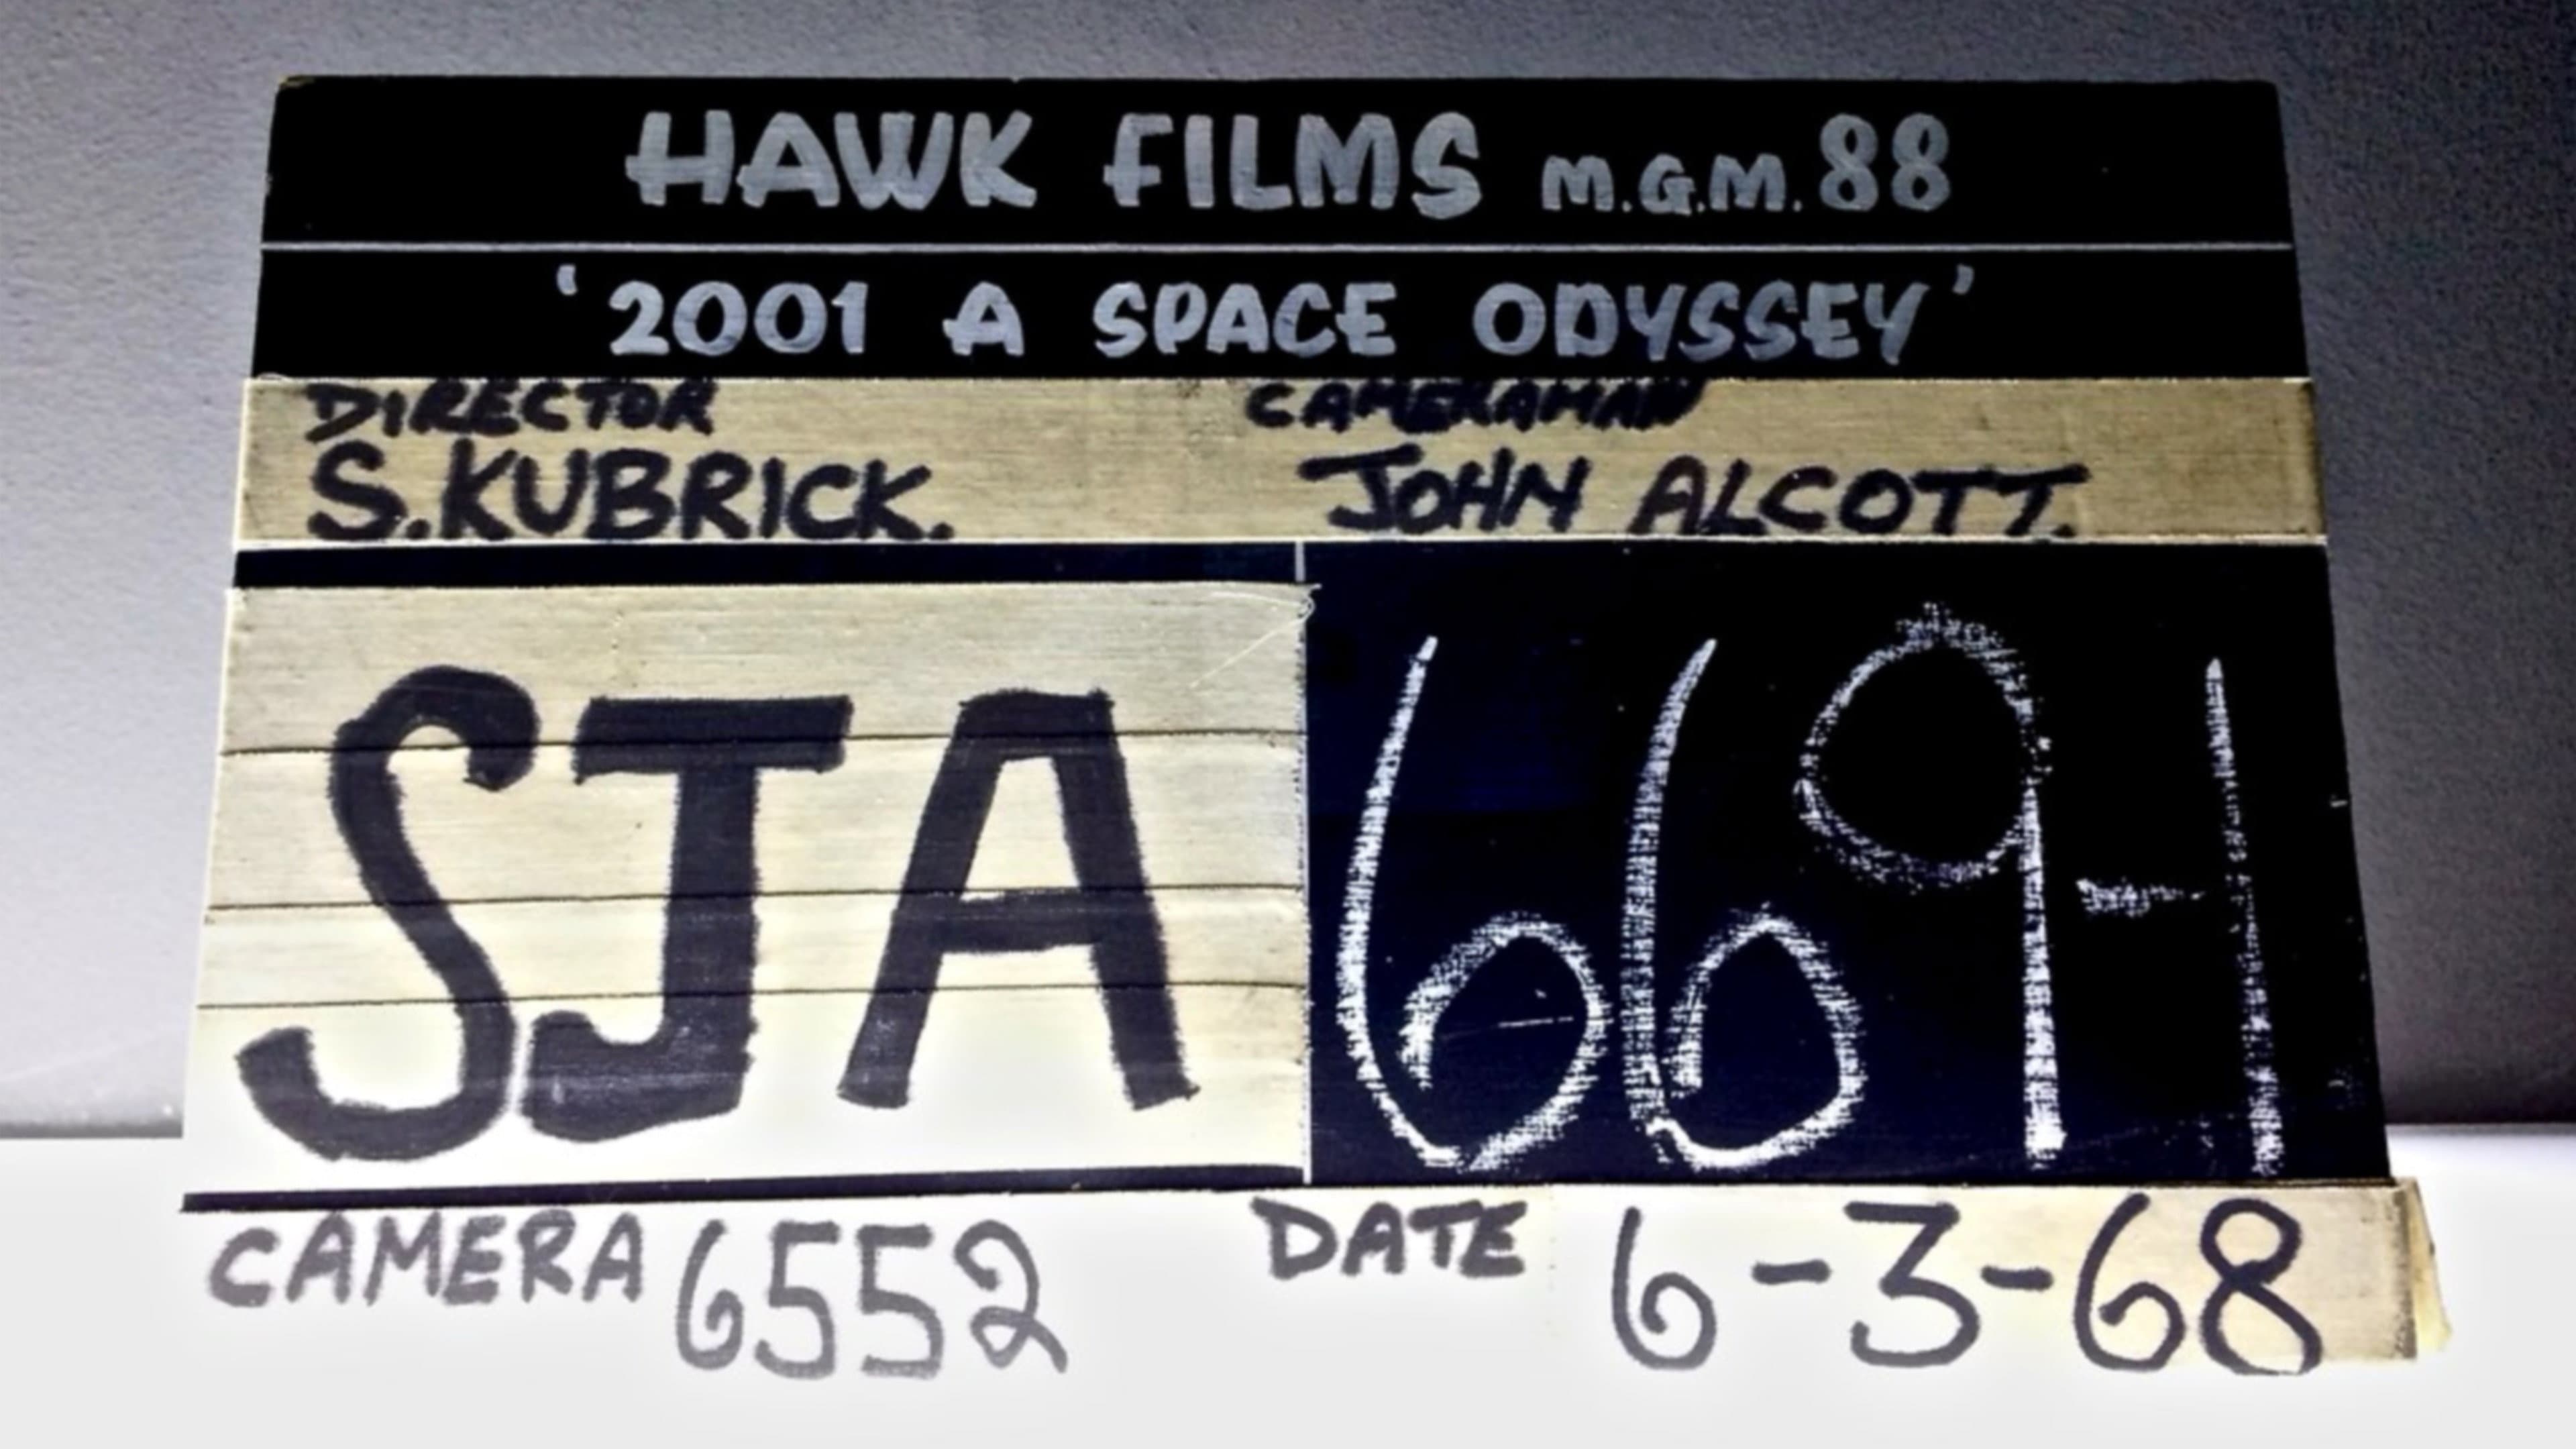 HAWK FILMS M.G.M. 88
'2001 A SPACE ODYSSEY'
DIRECTOR CAMERAMAN
S.KUBRICK. JOHN ALCOTT.
SJA 669-1
CAMERA 6552 DATE 6-3-68